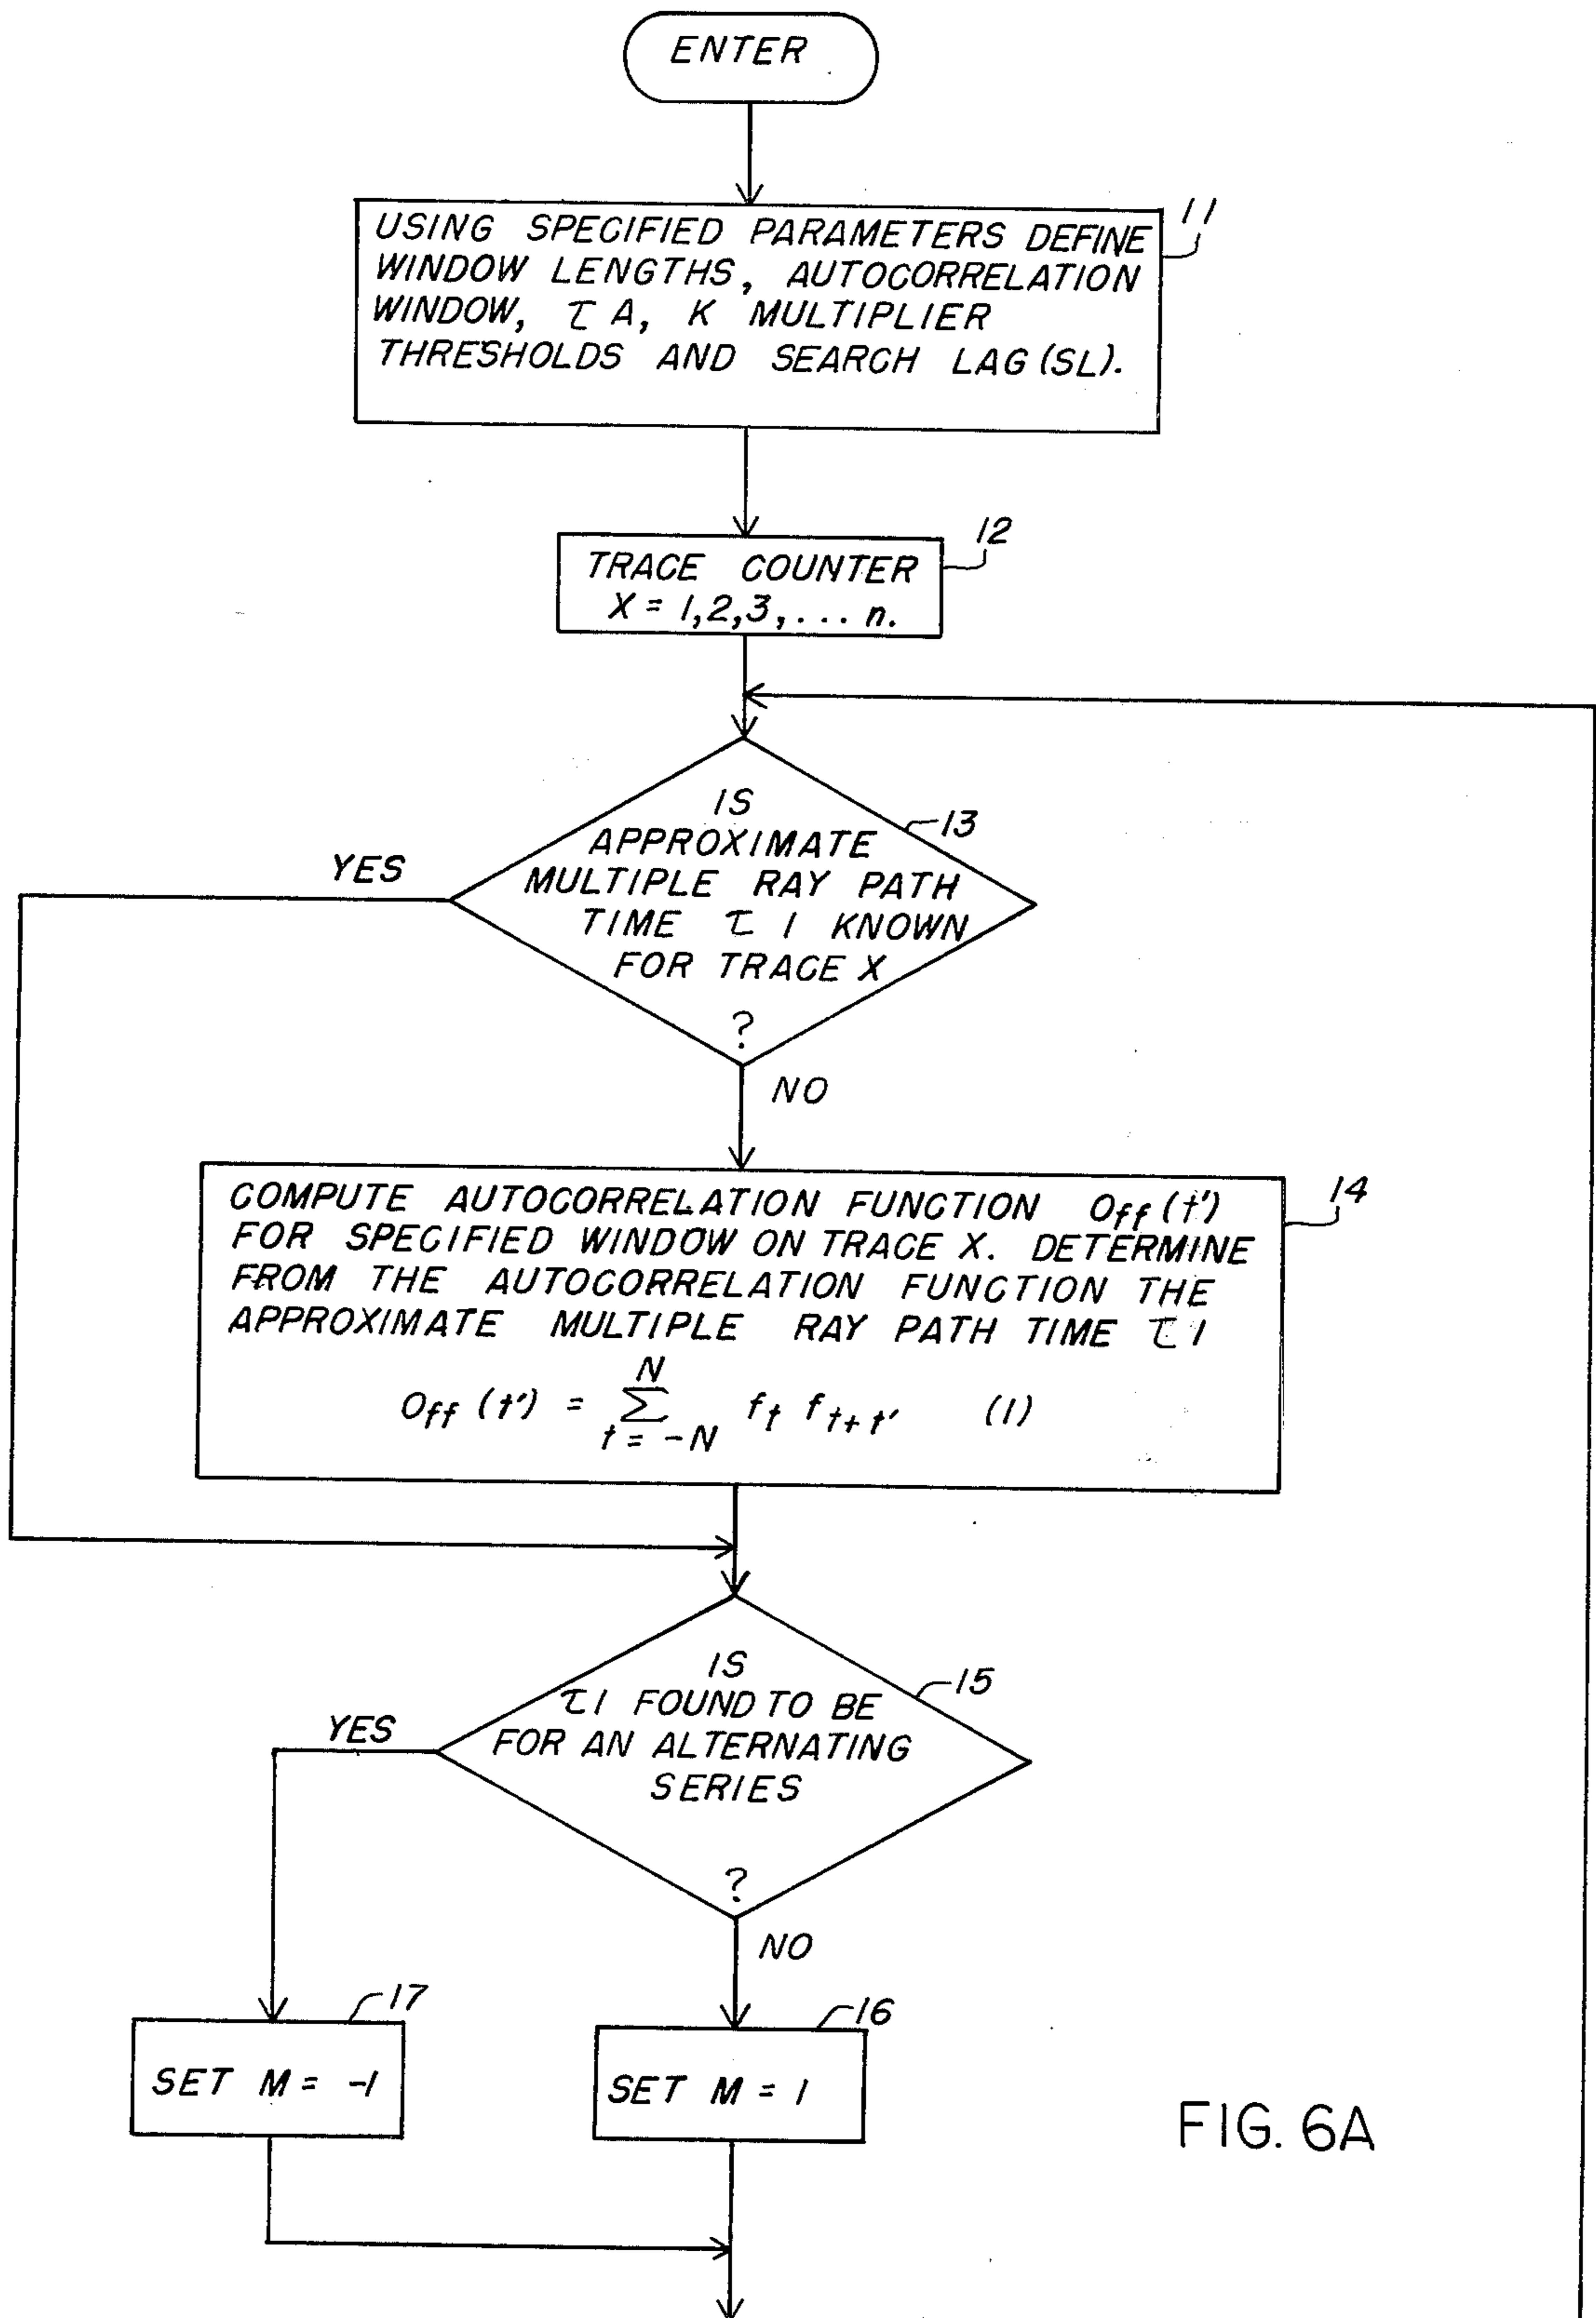 ENTER
USING SPECIFIED PARAMETERS DEFINE
WINDOW LENGTHS, AUTOCORRELATION
WINDOW, τ A, K MULTIPLIER
THRESHOLDS AND SEARCH LAG (SL).
11
TRACE COUNTER
X = 1,2,3, ... n.
12
IS
APPROXIMATE
MULTIPLE RAY PATH
TIME τ 1 KNOWN
FOR TRACE X
?
13
YES
NO
COMPUTE AUTOCORRELATION FUNCTION Off (t')
FOR SPECIFIED WINDOW ON TRACE X. DETERMINE
FROM THE AUTOCORRELATION FUNCTION THE
APPROXIMATE MULTIPLE RAY PATH TIME τ 1
Off (t') = N Σ t = -N ft ft+t' (1)
14
IS
τ1 FOUND TO BE
FOR AN ALTERNATING
SERIES
?
15
YES
NO
17
SET M = -1
16
SET M = 1
FIG. 6A